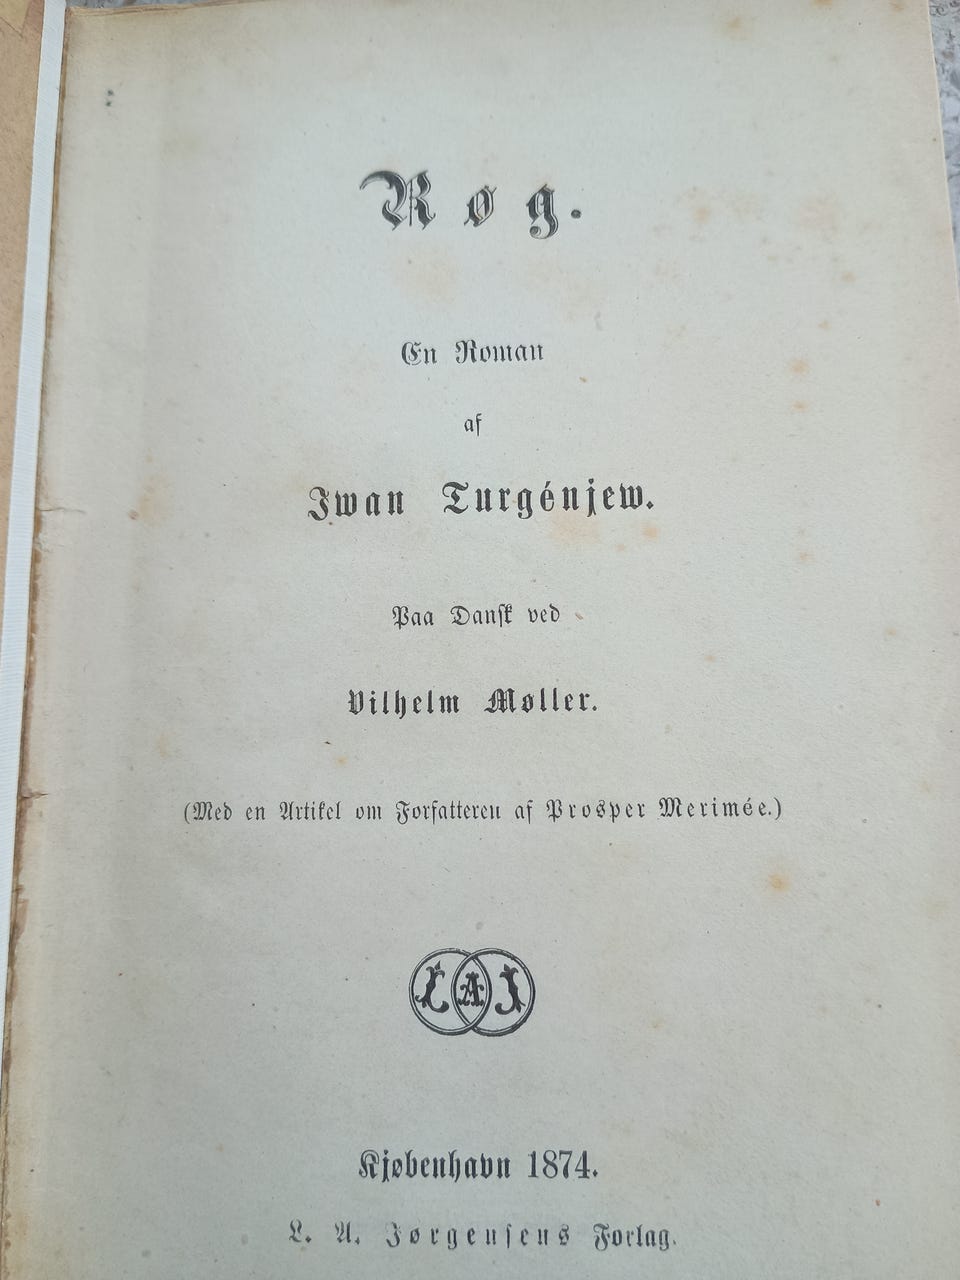 Røg.
En Roman
af
Iwan Turgénjew.
Paa Dansk ved
Vilhelm Møller.
(Med en Artikel om Forfatteren af Prosper Merimée.)
L A J
Kjøbenhavn 1874.
L. A. Jørgensens Forlag.